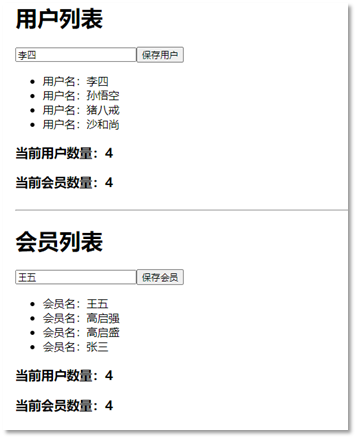 用户列表
李四 保存用户
用户名：李四
用户名：孙悟空
用户名：猪八戒
用户名：沙和尚
当前用户数量：4
当前会员数量：4
会员列表
王五 保存会员
会员名：王五
会员名：高启强
会员名：高启盛
会员名：张三
当前用户数量：4
当前会员数量：4